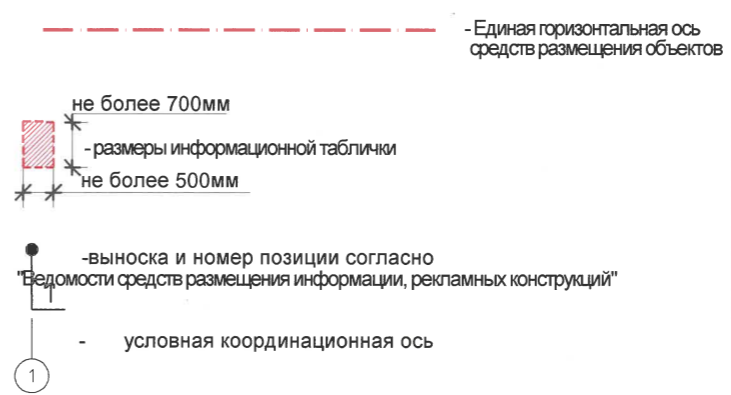 - Единая горизонтальная ось
средств размещения объектов
не более 700мм
- размеры информационной таблички
не более 500мм
-выноска и номер позиции согласно
"Ведомости средств размещения информации, рекламных конструкций"
1
- условная координационная ось
1